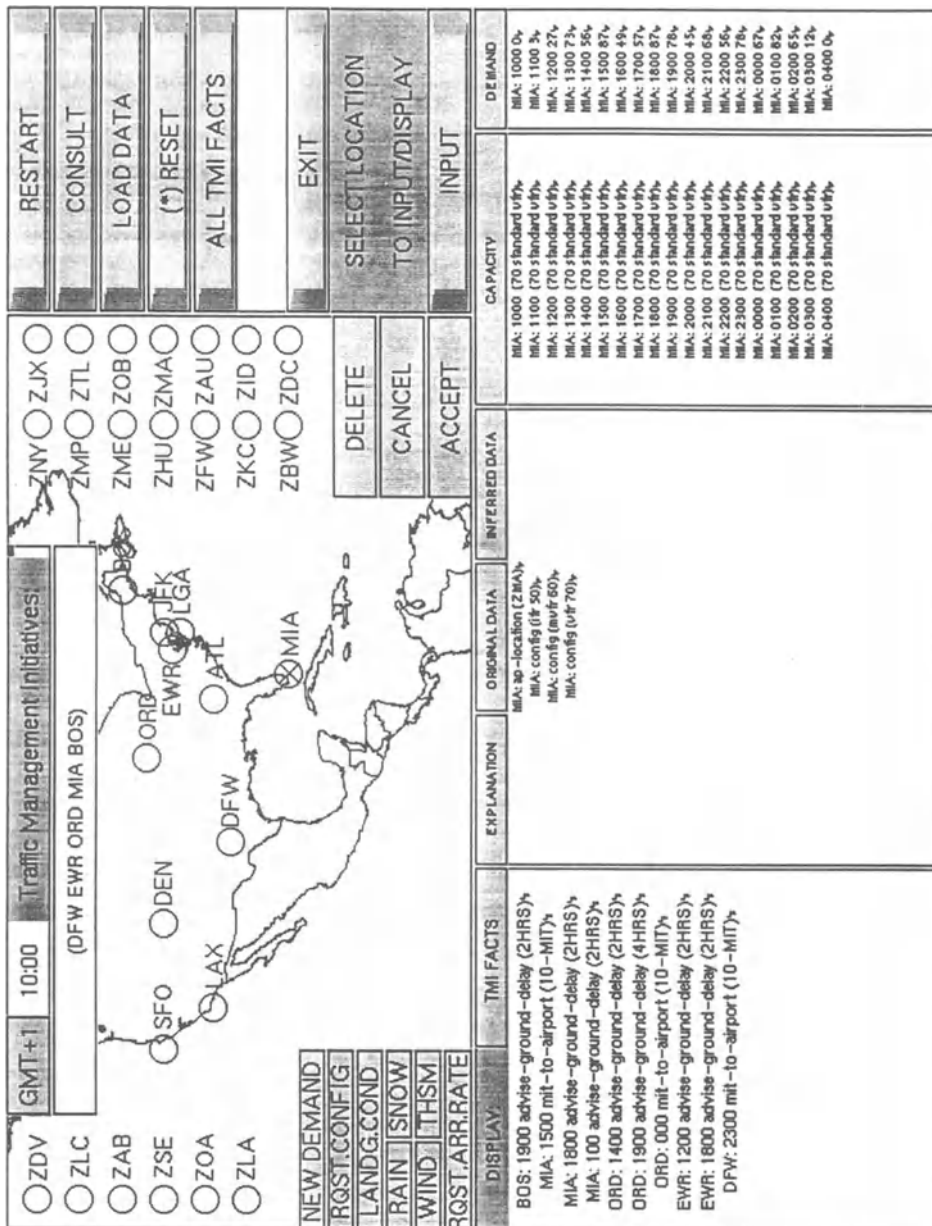 GMT+1 10:00 Traffic Management Initiatives:
(DFW EWR ORD MIA BOS)
ZDV
ZLC
ZAB
ZSE
ZOA
ZLA
SFO
LAX
DEN
DFW
ORD
EWR
JFK
LGA
ATL
MIA
ZNY ZJX
ZMP ZTL
ZME ZOB
ZHU ZMA
ZFW ZAU
ZKC ZID
ZBW ZDC
RESTART
CONSULT
LOAD DATA
(*) RESET
ALL TMI FACTS
EXIT
SELECT LOCATION
TO INPUT/DISPLAY
INPUT
DELETE
CANCEL
ACCEPT
NEW.DEMAND
RQST.CONFIG
LANDG.COND.
RAIN SNOW
WIND THSM
RQST.ARR.RATE
DISPLAY: TMI FACTS EXPLANATION ORIGINAL DATA INFERRED DATA CAPACITY DEMAND
BOS: 1900 advise-ground-delay (2HRS),
MIA: 1500 mit-to-airport (10-MIT),
MIA: 1800 advise-ground-delay (2HRS),
MIA: 100 advise-ground-delay (2HRS),
ORD: 1400 advise-ground-delay (2HRS),
ORD: 1900 advise-ground-delay (4HRS),
ORD: 000 mit-to-airport (10-MIT),
EWR: 1200 advise-ground-delay (2HRS),
EWR: 1800 advise-ground-delay (2HRS),
DFW: 2300 mit-to-airport (10-MIT),
MIA: ap-location (ZMA),
MIA: config (ifr 50),
MIA: config (mvfr 60),
MIA: config (vfr 70),
MIA: 1000 (70 standard vfr),
MIA: 1100 (70 standard vfr),
MIA: 1200 (70 standard vfr),
MIA: 1300 (70 standard vfr),
MIA: 1400 (70 standard vfr),
MIA: 1500 (70 standard vfr),
MIA: 1600 (70 standard vfr),
MIA: 1700 (70 standard vfr),
MIA: 1800 (70 standard vfr),
MIA: 1900 (70 standard vfr),
MIA: 2000 (70 standard vfr),
MIA: 2100 (70 standard vfr),
MIA: 2200 (70 standard vfr),
MIA: 2300 (70 standard vfr),
MIA: 0000 (70 standard vfr),
MIA: 0100 (70 standard vfr),
MIA: 0200 (70 standard vfr),
MIA: 0300 (70 standard vfr),
MIA: 0400 (70 standard vfr),
MIA: 1000 0,
MIA: 1100 3,
MIA: 1200 27,
MIA: 1300 73,
MIA: 1400 56,
MIA: 1500 87,
MIA: 1600 49,
MIA: 1700 57,
MIA: 1800 87,
MIA: 1900 78,
MIA: 2000 45,
MIA: 2100 68,
MIA: 2200 56,
MIA: 2300 78,
MIA: 0000 67,
MIA: 0100 82,
MIA: 0200 65,
MIA: 0300 12,
MIA: 0400 0,